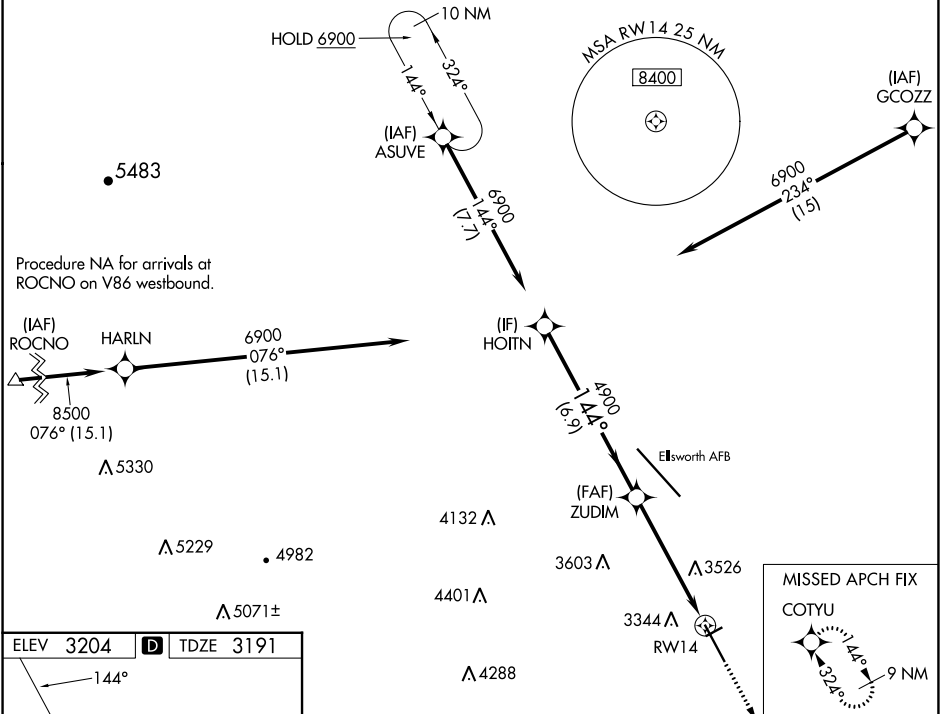 10 NM
HOLD 6900
144°
324°
MSA RW14 25 NM
8400
(IAF)
GCOZZ
(IAF)
ASUVE
5483
6900
144°
(7.7)
6900
234°
(15)
Procedure NA for arrivals at
ROCNO on V86 westbound.
(IAF)
ROCNO
HARLN
6900
076°
(15.1)
(IF)
HOITN
8500
076° (15.1)
4900
144°
(6.9)
5330
Ellsworth AFB
(FAF)
ZUDIM
4132
5229
4982
3603
3526
4401
5071±
3344
RW14
MISSED APCH FIX
COTYU
144°
324°
9 NM
ELEV 3204 D TDZE 3191
144°
4288